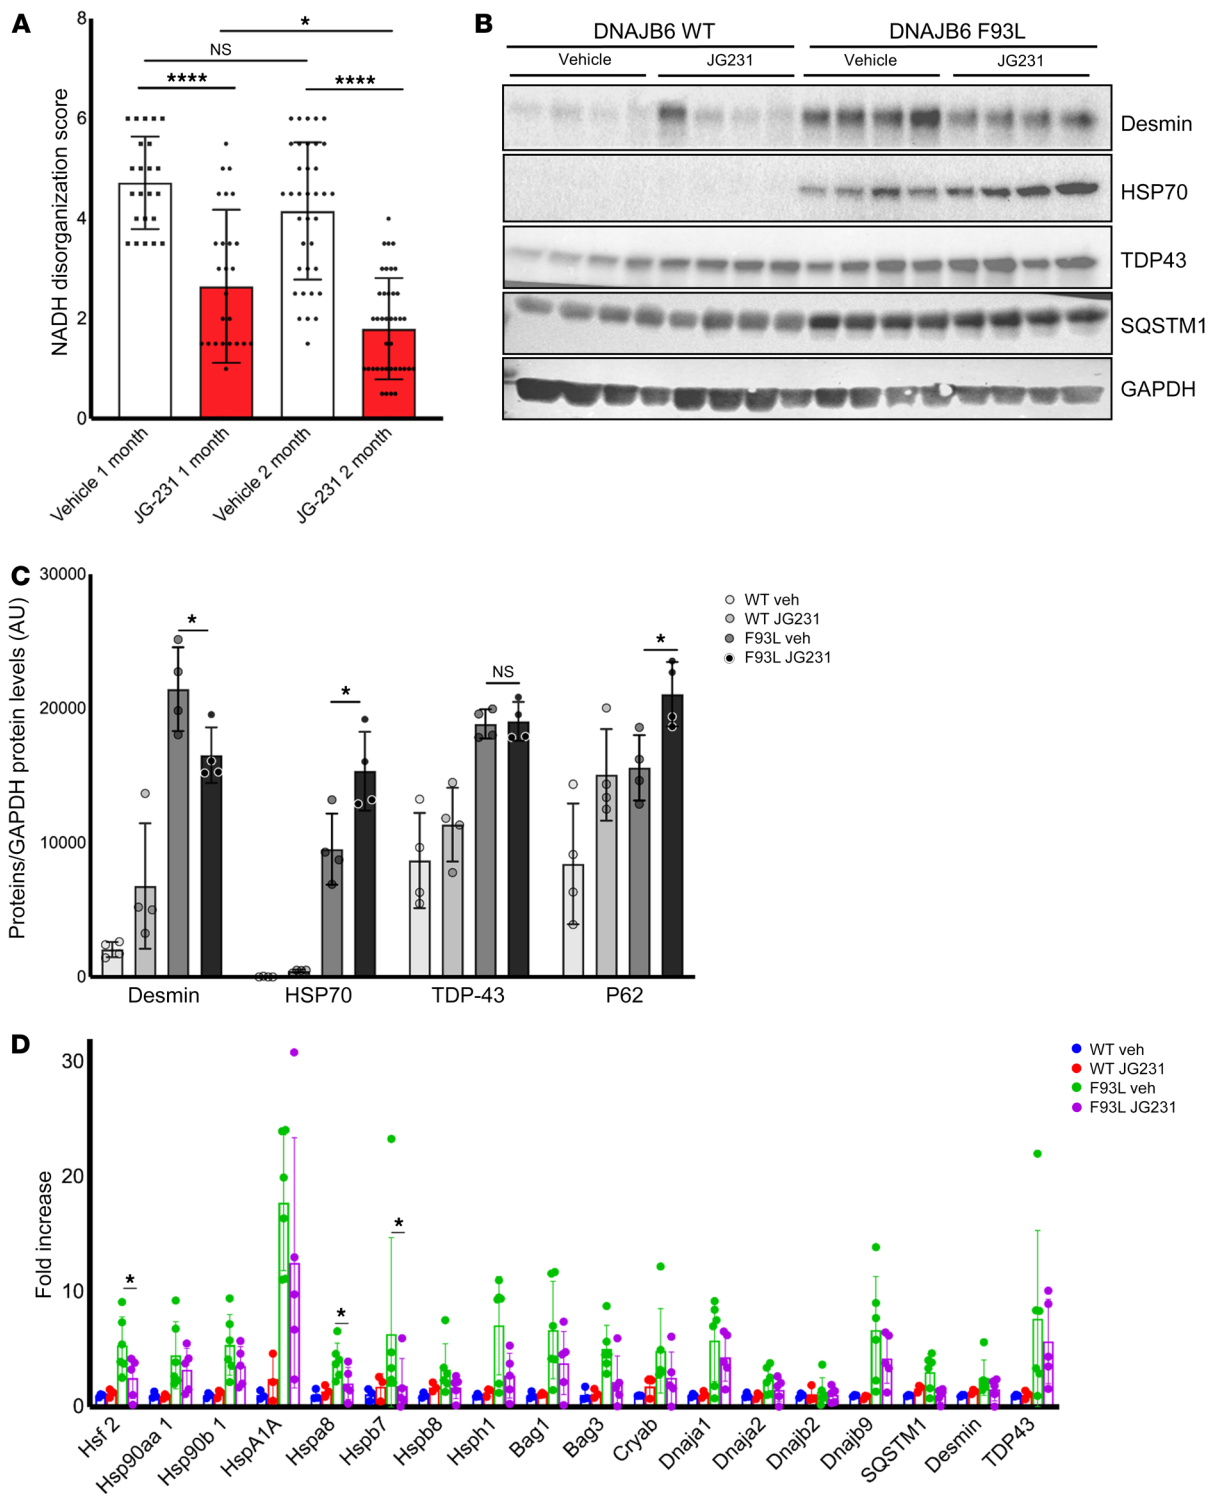 A
NADH disorganization score
8
6
4
2
0
*
NS
****
****
Vehicle 1 month
JG-231 1 month
Vehicle 2 month
JG-231 2 month
B
DNAJB6 WT
DNAJB6 F93L
Vehicle
JG231
Vehicle
JG231
Desmin
HSP70
TDP43
SQSTM1
GAPDH
C
Proteins/GAPDH protein levels (AU)
30000
20000
10000
0
*
*
NS
*
Desmin
HSP70
TDP-43
P62
WT veh
WT JG231
F93L veh
F93L JG231
D
Fold increase
30
20
10
0
*
*
*
WT veh
WT JG231
F93L veh
F93L JG231
Hsf 2
Hsp90aa 1
Hsp90b 1
HspA1A
Hspa8
Hspb7
Hspb8
Hsph1
Bag1
Bag3
Cryab
Dnaja1
Dnaja2
Dnajb2
Dnajb9
SQSTM1
Desmin
TDP43